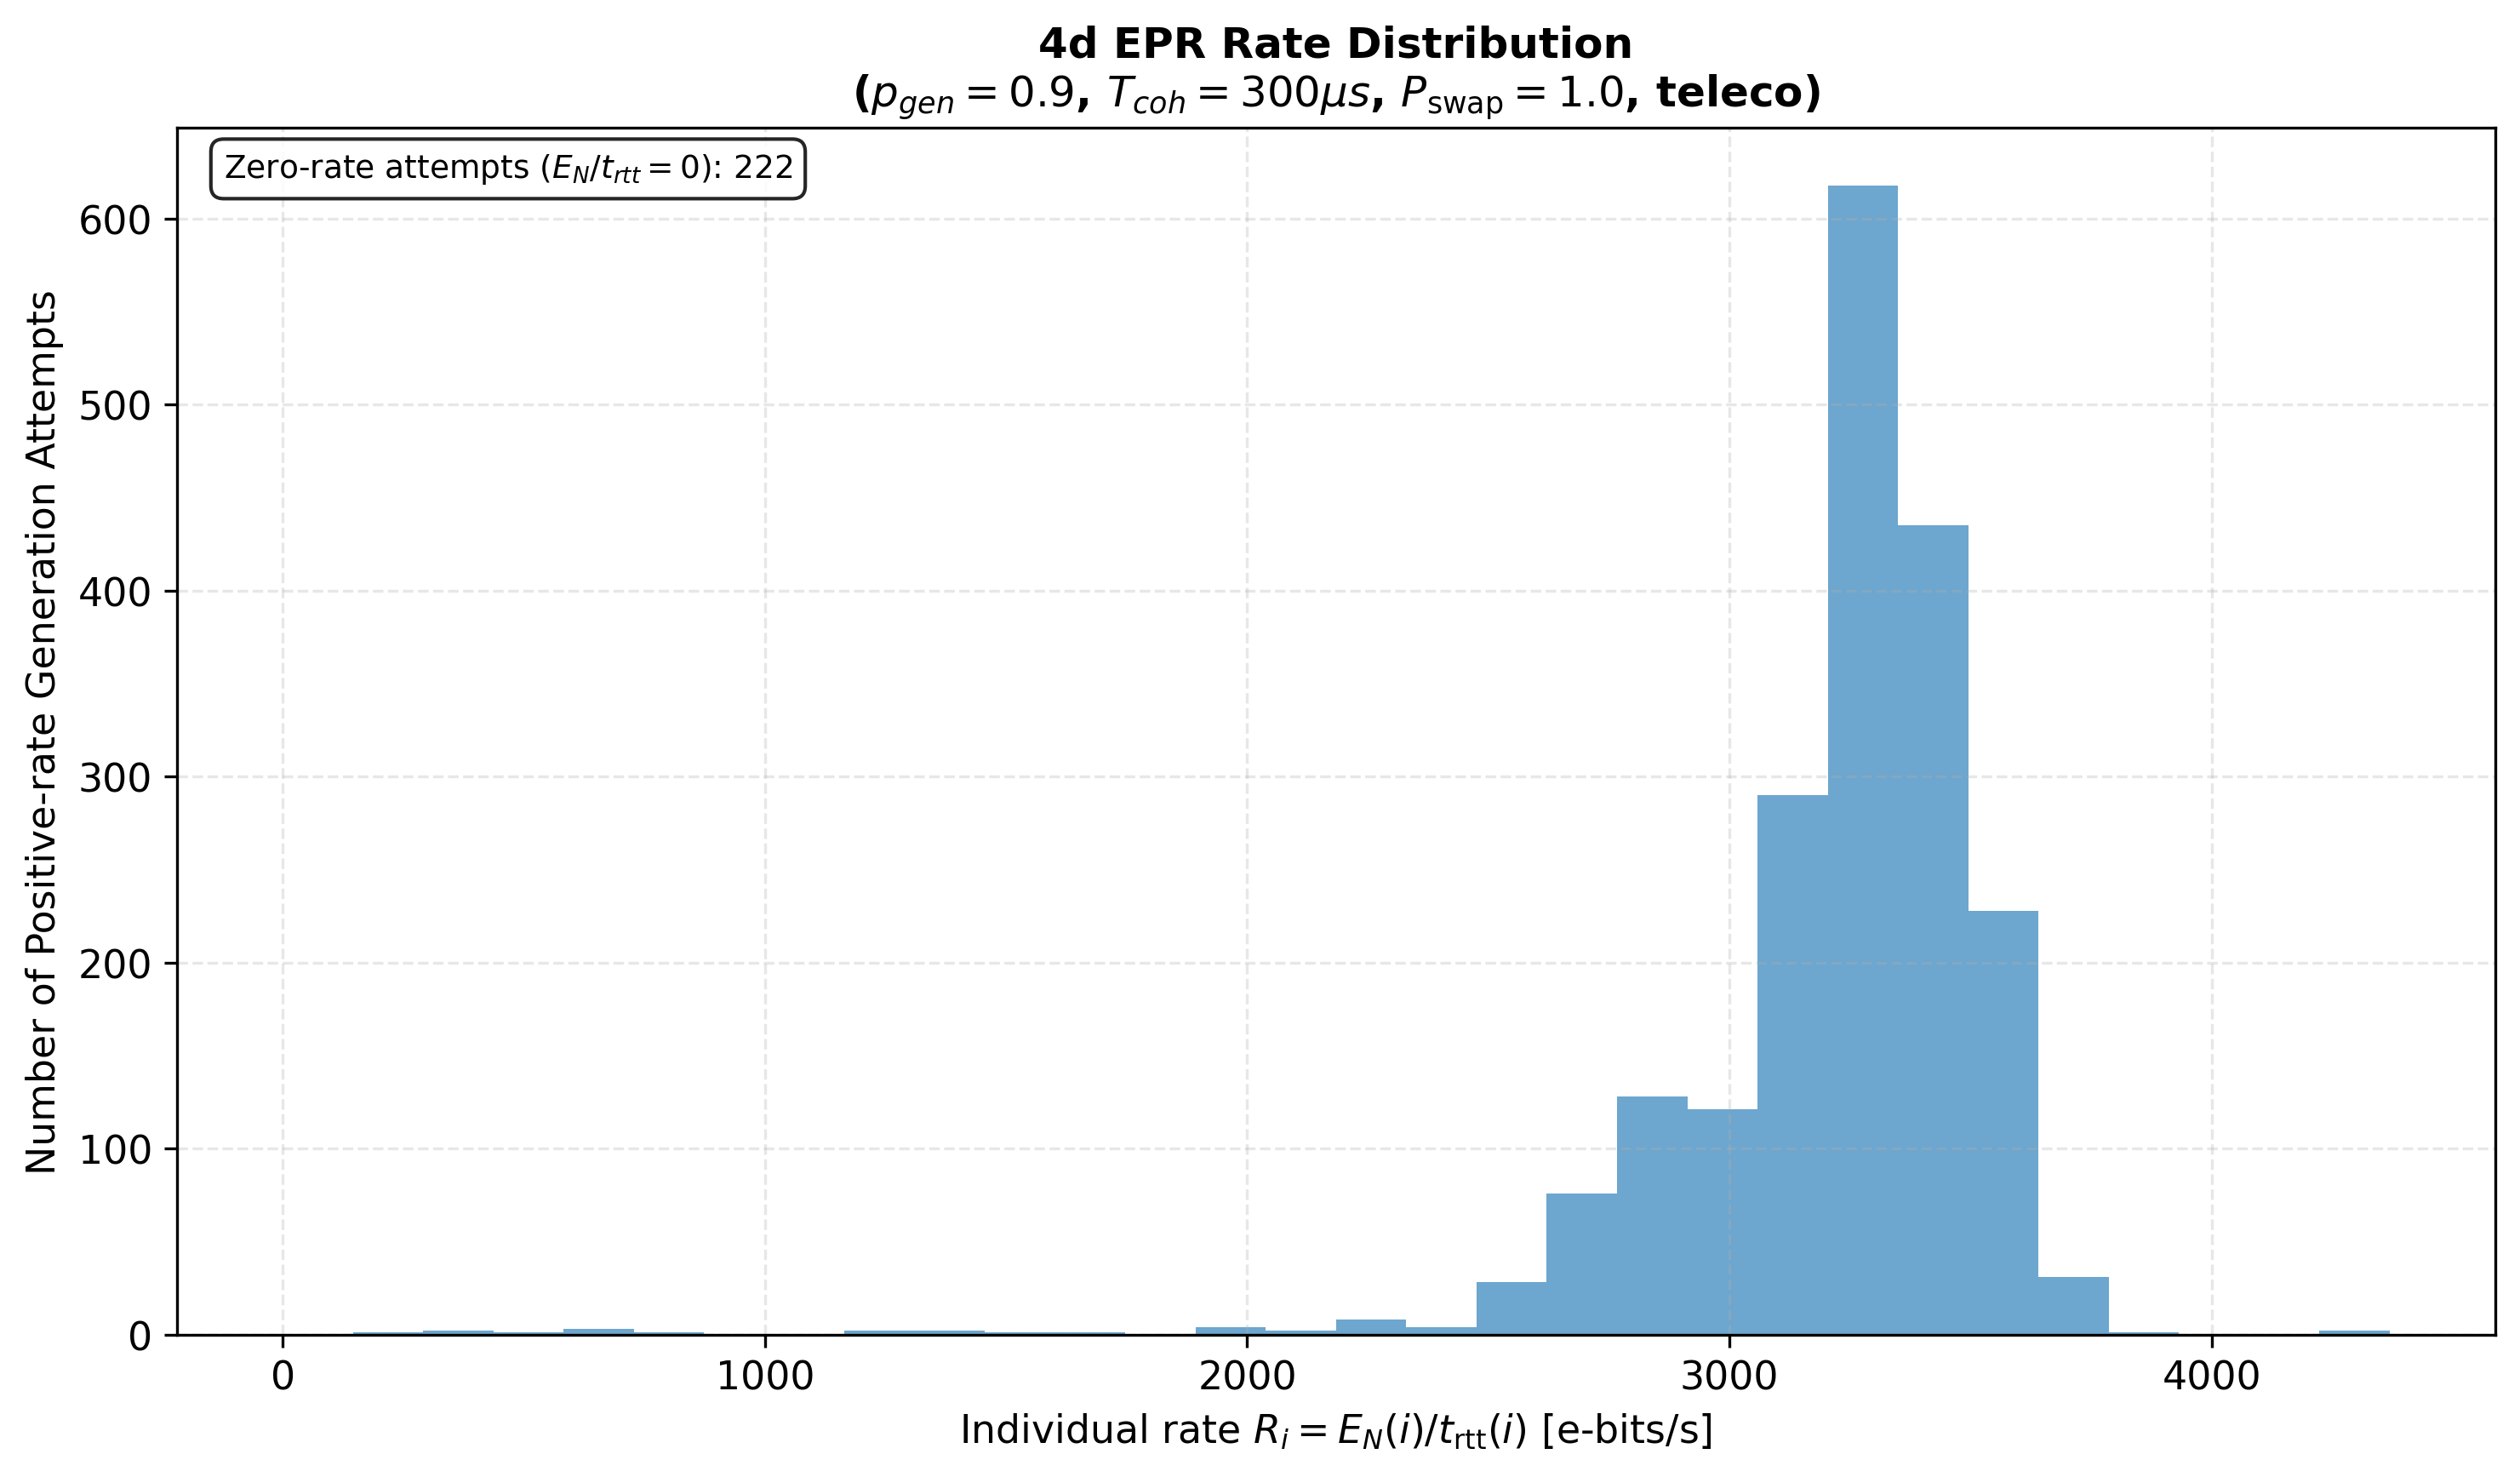 4d EPR Rate Distribution
(p_gen = 0.9, T_coh = 300μs, P_swap = 1.0, teleco)
Zero-rate attempts (E_N/t_rtt = 0): 222
Number of Positive-rate Generation Attempts
600
500
400
300
200
100
0
0 1000 2000 3000 4000
Individual rate R_i = E_N(i)/t_rtt(i) [e-bits/s]